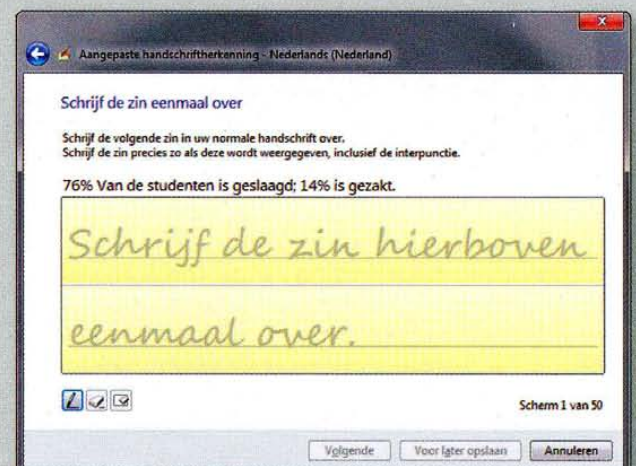 Aangepaste handschriftherkenning - Nederlands (Nederland)
Schrijf de zin eenmaal over
Schrijf de volgende zin in uw normale handschrift over.
Schrijf de zin precies zo als deze wordt weergegeven, inclusief de interpunctie.
76% Van de studenten is geslaagd; 14% is gezakt.
Schrijf de zin hierboven
eenmaal over.
Scherm 1 van 50
Volgende Voor later opslaan Annuleren